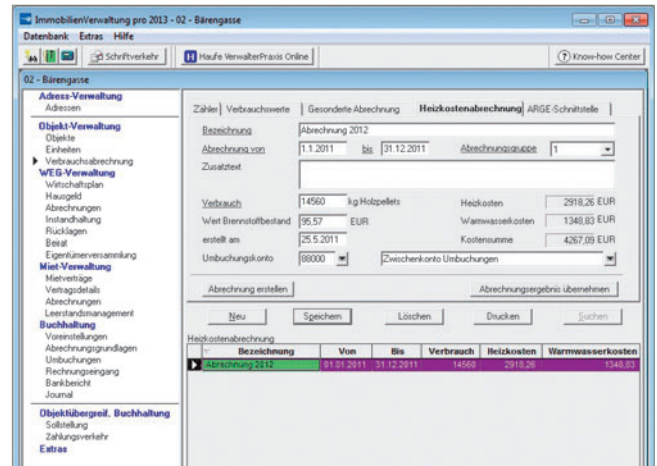 ImmobilienVerwaltung pro 2013 - 02 - Bärengasse
Datenbank Extras Hilfe
Schriftverkehr
H Haufe VerwalterPraxis Online
? Know-how Center
02 - Bärengasse
Adress-Verwaltung
Adressen
Objekt-Verwaltung
Objekte
Einheiten
Verbrauchsabrechnung
WEG-Verwaltung
Wirtschaftsplan
Hausgeld
Abrechnungen
Instandhaltung
Rücklagen
Beirat
Eigentümerversammlung
Miet-Verwaltung
Mietverträge
Vertragsdetails
Abrechnungen
Leerstandsmanagement
Buchhaltung
Voreinstellungen
Abrechnungsgrundlagen
Umbuchungen
Rechnungseingang
Bankbericht
Journal
Objektübergreif. Buchhaltung
Sollstellung
Zahlungsverkehr
Extras
Zähler Verbrauchswerte Gesonderte Abrechnung Heizkostenabrechnung ARGE-Schnittstelle
Bezeichnung Abrechnung 2012
Abrechnung von 1.1.2011 bis 31.12.2011 Abrechnungsgruppe 1
Zusatztext
Verbrauch 14560 kg Holzpellets Heizkosten 2918,26 EUR
Wert Brennstoffbestand 95,57 EUR Warmwasserkosten 1348,83 EUR
erstellt am 25.5.2011 Kostensumme 4267,09 EUR
Umbuchungskonto 88000 Zwischenkonto Umbuchungen
Abrechnung erstellen Abrechnungsergebnis übernehmen
Neu Speichern Löschen Drucken Suchen
Heizkostenabrechnung
Bezeichnung Von Bis Verbrauch Heizkosten Warmwasserkosten
Abrechnung 2012 01.01.2011 31.12.2011 14560 2918,26 1348,83